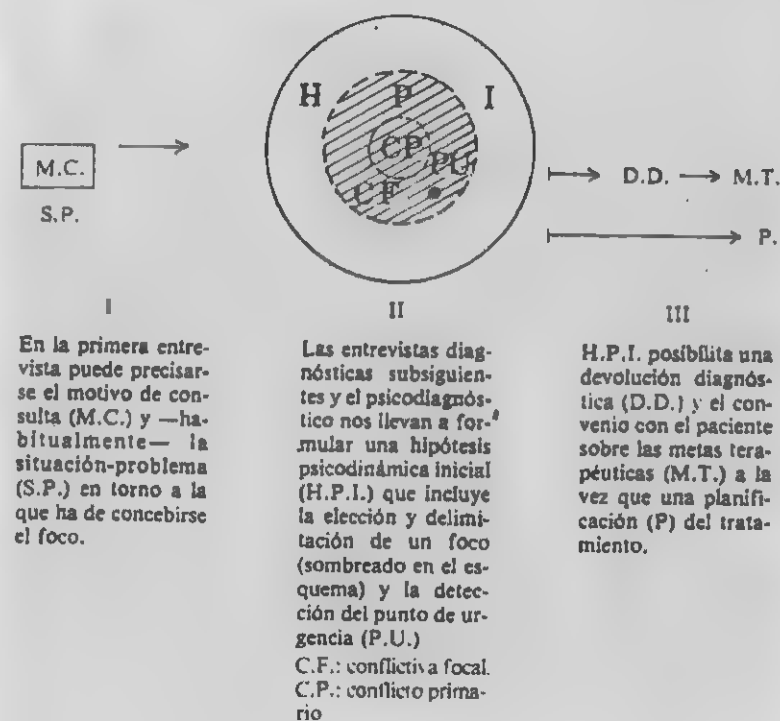 M.C.
S.P.
H P I
CP
PU
CF
D.D. → M.T.
P.
I
En la primera entre-
vista puede precisar-
se el motivo de con-
sulta (M.C.) y —ha-
bitualmente— la
situación-problema
(S.P.) en torno a la
que ha de concebirse
el foco.
II
Las entrevistas diag-
nósticas subsiguien-
tes y el psicodiagnós-
tico nos llevan a for-
mular una hipótesis
psicodinámica inicial
(H.P.I.) que incluye
la elección y delimi-
tación de un foco
(sombreado en el es-
quema) y la detec-
ción del punto de ur-
gencia (P.U.)
C.F.: conflictiva focal.
C.P.: conflicto prima-
rio
III
H.P.I. posibilita una
devolución diagnós-
tica (D.D.) y el con-
venio con el paciente
sobre las metas tera-
péuticas (M.T.) a la
vez que una planifi-
cación (P) del trata-
miento.